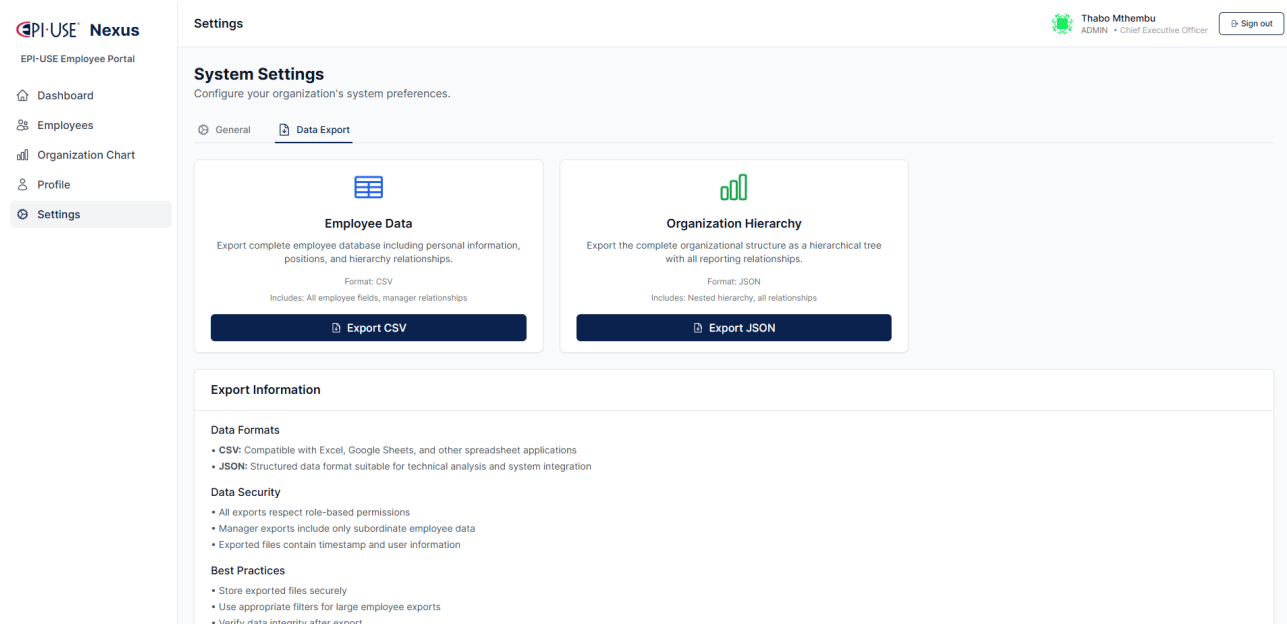 EPI·USE® Nexus
EPI-USE Employee Portal
Dashboard
Employees
Organization Chart
Profile
Settings
Settings
Thabo Mthembu
ADMIN • Chief Executive Officer
Sign out
System Settings
Configure your organization's system preferences.
General
Data Export
Employee Data
Export complete employee database including personal information,
positions, and hierarchy relationships.
Format: CSV
Includes: All employee fields, manager relationships
Export CSV
Organization Hierarchy
Export the complete organizational structure as a hierarchical tree
with all reporting relationships.
Format: JSON
Includes: Nested hierarchy, all relationships
Export JSON
Export Information
Data Formats
• CSV: Compatible with Excel, Google Sheets, and other spreadsheet applications
• JSON: Structured data format suitable for technical analysis and system integration
Data Security
• All exports respect role-based permissions
• Manager exports include only subordinate employee data
• Exported files contain timestamp and user information
Best Practices
• Store exported files securely
• Use appropriate filters for large employee exports
• Verify data integrity after export